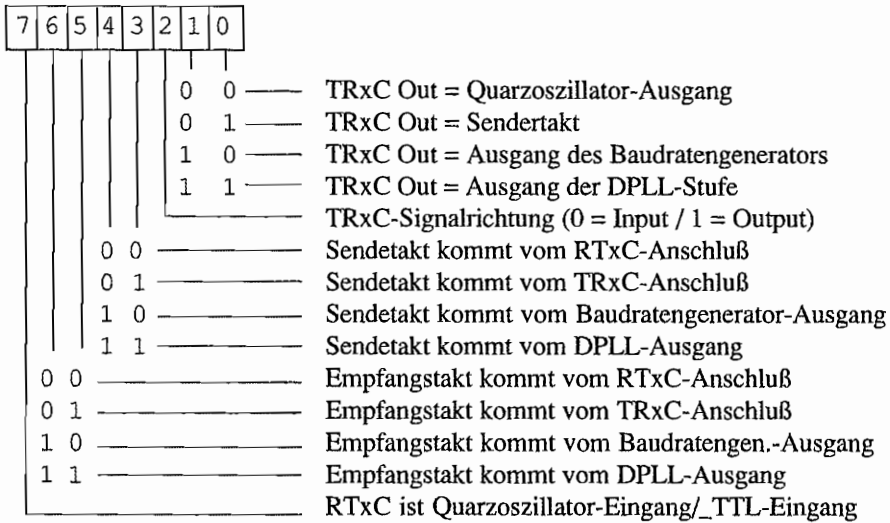 7 6 5 4 3 2 1 0
0 0 TRxC Out = Quarzoszillator-Ausgang
0 1 TRxC Out = Sendertakt
1 0 TRxC Out = Ausgang des Baudratengenerators
1 1 TRxC Out = Ausgang der DPLL-Stufe
TRxC-Signalrichtung (0 = Input / 1 = Output)
0 0 Sendetakt kommt vom RTxC-Anschluß
0 1 Sendetakt kommt vom TRxC-Anschluß
1 0 Sendetakt kommt vom Baudratengenerator-Ausgang
1 1 Sendetakt kommt vom DPLL-Ausgang
0 0 Empfangstakt kommt vom RTxC-Anschluß
0 1 Empfangstakt kommt vom TRxC-Anschluß
1 0 Empfangstakt kommt vom Baudratengen.-Ausgang
1 1 Empfangstakt kommt vom DPLL-Ausgang
RTxC ist Quarzoszillator-Eingang/_TTL-Eingang